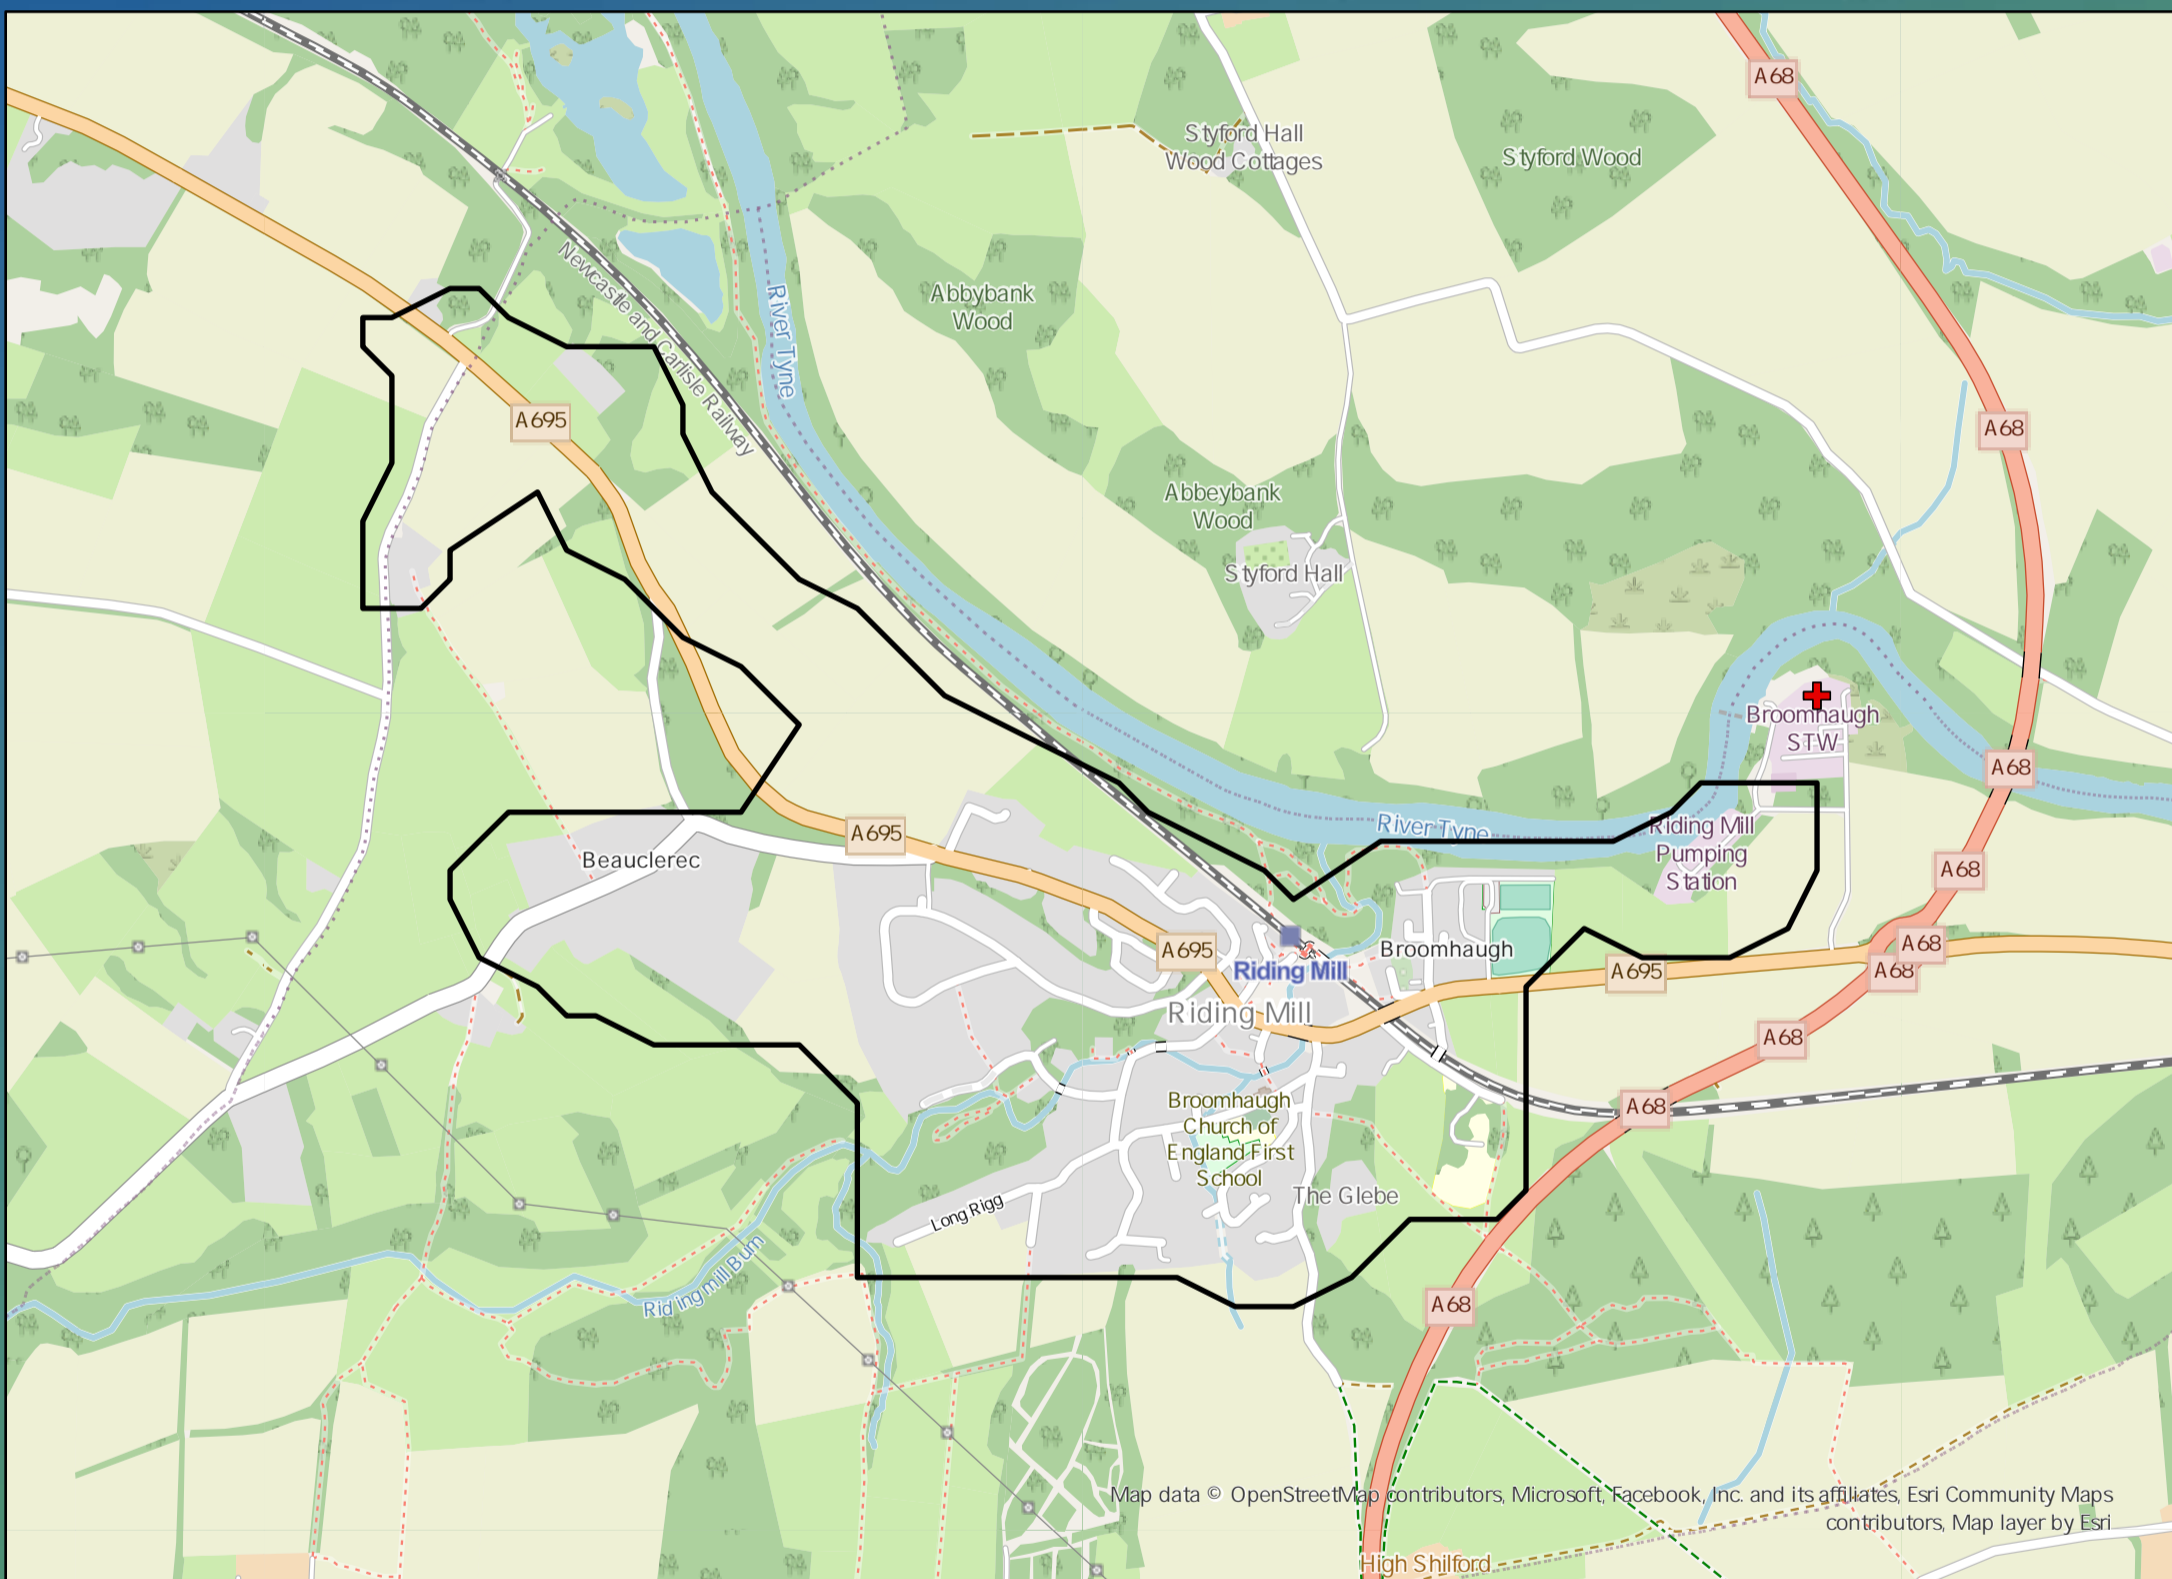 A68
Styford Hall
Wood Cottages
Styford Wood
Newcastle and Carlisle Railway
River Tyne
Abbybank
Wood
A695
A68
Abbeybank
Wood
Styford Hall
Broomhaugh
STW
A68
River Tyne
Riding Mill
Pumping
Station
A695
Beauclerec
A68
A695
Broomhaugh
Riding Mill
A695
A68
A68
Riding Mill
A68
A68
Broomhaugh
Church of
England First
School
The Glebe
Long Rigg
Riding mill Burn
A68
Map data © OpenStreetMap contributors, Microsoft, Facebook, Inc. and its affiliates, Esri Community Maps
contributors, Map layer by Esri
High Shilford